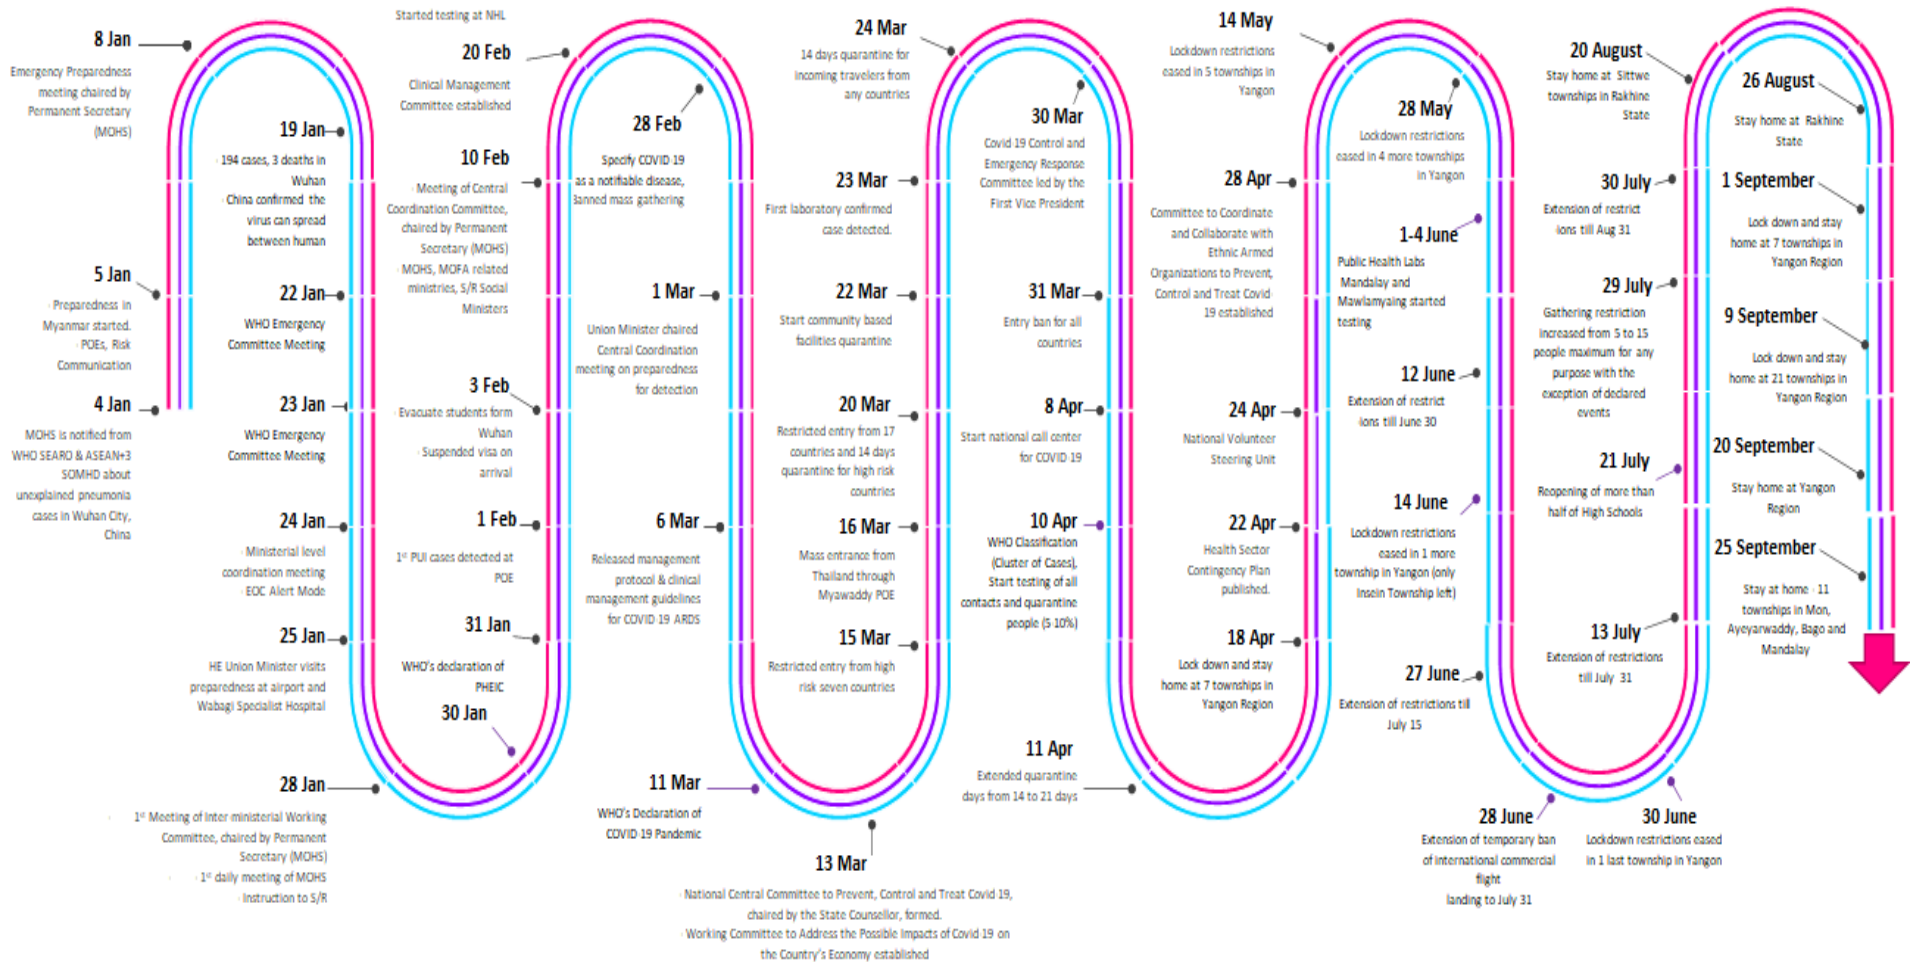 4 Jan
MOHS is notified from
WHO SEARO & ASEAN+3
SOMHD about
unexplained pneumonia
cases in Wuhan City,
China
5 Jan
· Preparedness in
Myanmar started.
· POEs, Risk
Communication
8 Jan
Emergency Preparedness
meeting chaired by
Permanent Secretary
(MOHS)
19 Jan
· 194 cases, 3 deaths in
Wuhan
· China confirmed the
virus can spread
between human
22 Jan
WHO Emergency
Committee Meeting
23 Jan
WHO Emergency
Committee Meeting
24 Jan
· Ministerial level
coordination meeting
· EOC Alert Mode
25 Jan
HE Union Minister visits
preparedness at airport and
Wabagi Specialist Hospital
28 Jan
· 1st Meeting of Inter ministerial Working
Committee, chaired by Permanent
Secretary (MOHS)
· 1st daily meeting of MOHS
· Instruction to S/R
30 Jan
WHO's declaration of
PHEIC
31 Jan
1 Feb
1st PUI cases detected at
POE
3 Feb
· Evacuate students form
Wuhan
· Suspended visa on
arrival
10 Feb
· Meeting of Central
Coordination Committee,
chaired by Permanent
Secretary (MOHS)
· MOHS, MOFA related
ministries, S/R Social
Ministers
20 Feb
Clinical Management
Committee established
Started testing at NHL
28 Feb
Specify COVID 19
as a notifiable disease,
Banned mass gathering
1 Mar
Union Minister chaired
Central Coordination
meeting on preparedness
for detection
6 Mar
Released management
protocol & clinical
management guidelines
for COVID 19 ARDS
11 Mar
WHO's Declaration of
COVID 19 Pandemic
13 Mar
· National Central Committee to Prevent, Control and Treat Covid 19,
chaired by the State Counsellor, formed.
· Working Committee to Address the Possible Impacts of Covid 19 on
the Country's Economy established
15 Mar
Restricted entry from high
risk seven countries
16 Mar
Mass entrance from
Thailand through
Myawaddy POE
20 Mar
Restricted entry from 17
countries and 14 days
quarantine for high risk
countries
22 Mar
Start community based
facilities quarantine
23 Mar
First laboratory confirmed
case detected.
24 Mar
14 days quarantine for
incoming travelers from
any countries
30 Mar
Covid 19 Control and
Emergency Response
Committee led by the
First Vice President
31 Mar
Entry ban for all
countries
8 Apr
Start national call center
for COVID 19
10 Apr
WHO Classification
(Cluster of Cases),
Start testing of all
contacts and quarantine
people (5 10%)
11 Apr
Extended quarantine
days from 14 to 21 days
18 Apr
Lock down and stay
home at 7 townships in
Yangon Region
22 Apr
Health Sector
Contingency Plan
published.
24 Apr
National Volunteer
Steering Unit
28 Apr
Committee to Coordinate
and Collaborate with
Ethnic Armed
Organizations to Prevent,
Control and Treat Covid
19 established
14 May
Lockdown restrictions
eased in 5 townships in
Yangon
28 May
Lockdown restrictions
eased in 4 more townships
in Yangon
1-4 June
Public Health Labs
Mandalay and
Mawlamyaing started
testing
12 June
Extension of restrict
ions till June 30
14 June
Lockdown restrictions
eased in 1 more
township in Yangon (only
Insein Township left)
27 June
Extension of restrictions till
July 15
28 June
Extension of temporary ban
of international commercial
flight
landing to July 31
30 June
Lockdown restrictions eased
in 1 last township in Yangon
13 July
Extension of restrictions
till July 31
21 July
Reopening of more than
half of High Schools
29 July
Gathering restriction
increased from 5 to 15
people maximum for any
purpose with the
exception of declared
events
30 July
Extension of restrict
ions till Aug 31
20 August
Stay home at Sittwe
townships in Rakhine
State
26 August
Stay home at Rakhine
State
1 September
Lock down and stay
home at 7 townships in
Yangon Region
9 September
Lock down and stay
home at 21 townships in
Yangon Region
20 September
Stay home at Yangon
Region
25 September
Stay at home · 11
townships in Mon,
Ayeyarwaddy, Bago and
Mandalay